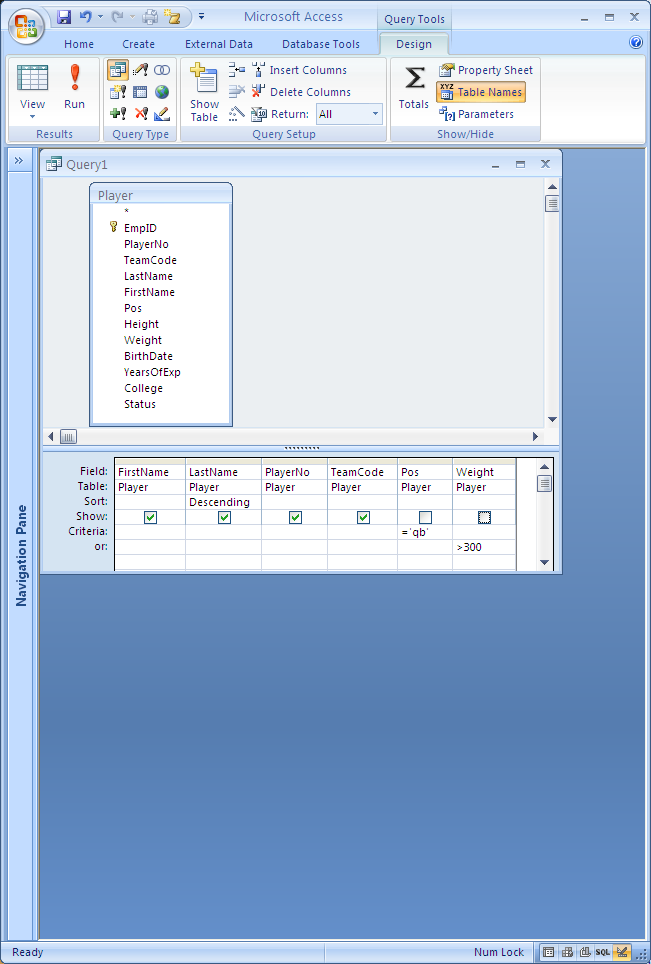 Microsoft Access
Query Tools
Home Create External Data Database Tools Design
View
Run
Results
Query Type
Show Table
Insert Columns
Delete Columns
Return: All
Query Setup
Totals
Property Sheet
XYZ Table Names
Parameters
Show/Hide
»
Navigation Pane
Query1
Player
*
EmpID
PlayerNo
TeamCode
LastName
FirstName
Pos
Height
Weight
BirthDate
YearsOfExp
College
Status
Field: FirstName LastName PlayerNo TeamCode Pos Weight
Table: Player Player Player Player Player Player
Sort: Descending
Show:
Criteria: ='qb'
or: >300
Ready
Num Lock
SQL